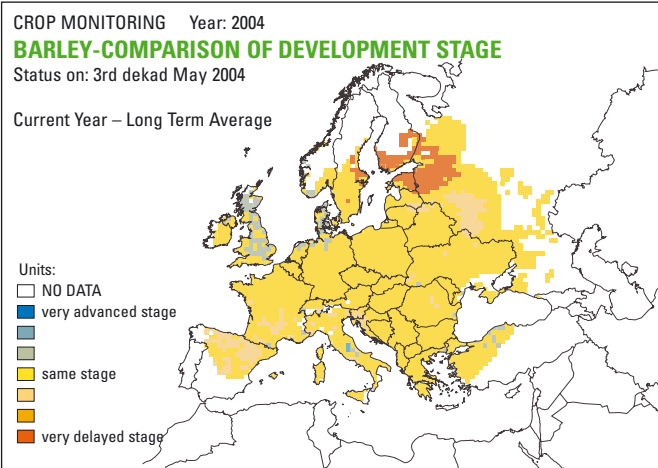 CROP MONITORING Year: 2004
BARLEY-COMPARISON OF DEVELOPMENT STAGE
Status on: 3rd dekad May 2004
Current Year – Long Term Average
Units:
NO DATA
very advanced stage
same stage
very delayed stage